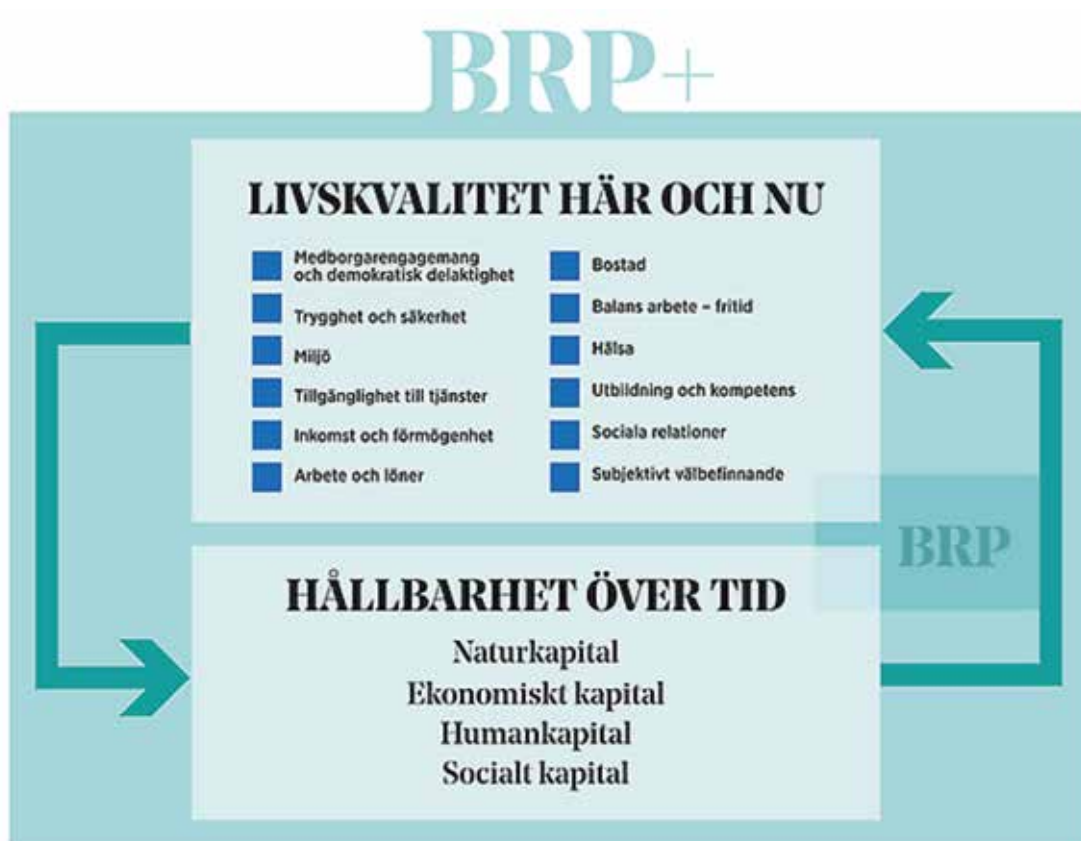 BRP+
LIVSKVALITET HÄR OCH NU
Medborgarengagemang
och demokratisk delaktighet
Trygghet och säkerhet
Miljö
Tillgänglighet till tjänster
Inkomst och förmögenhet
Arbete och löner
Bostad
Balans arbete – fritid
Hälsa
Utbildning och kompetens
Sociala relationer
Subjektivt välbefinnande
BRP
HÅLLBARHET ÖVER TID
Naturkapital
Ekonomiskt kapital
Humankapital
Socialt kapital